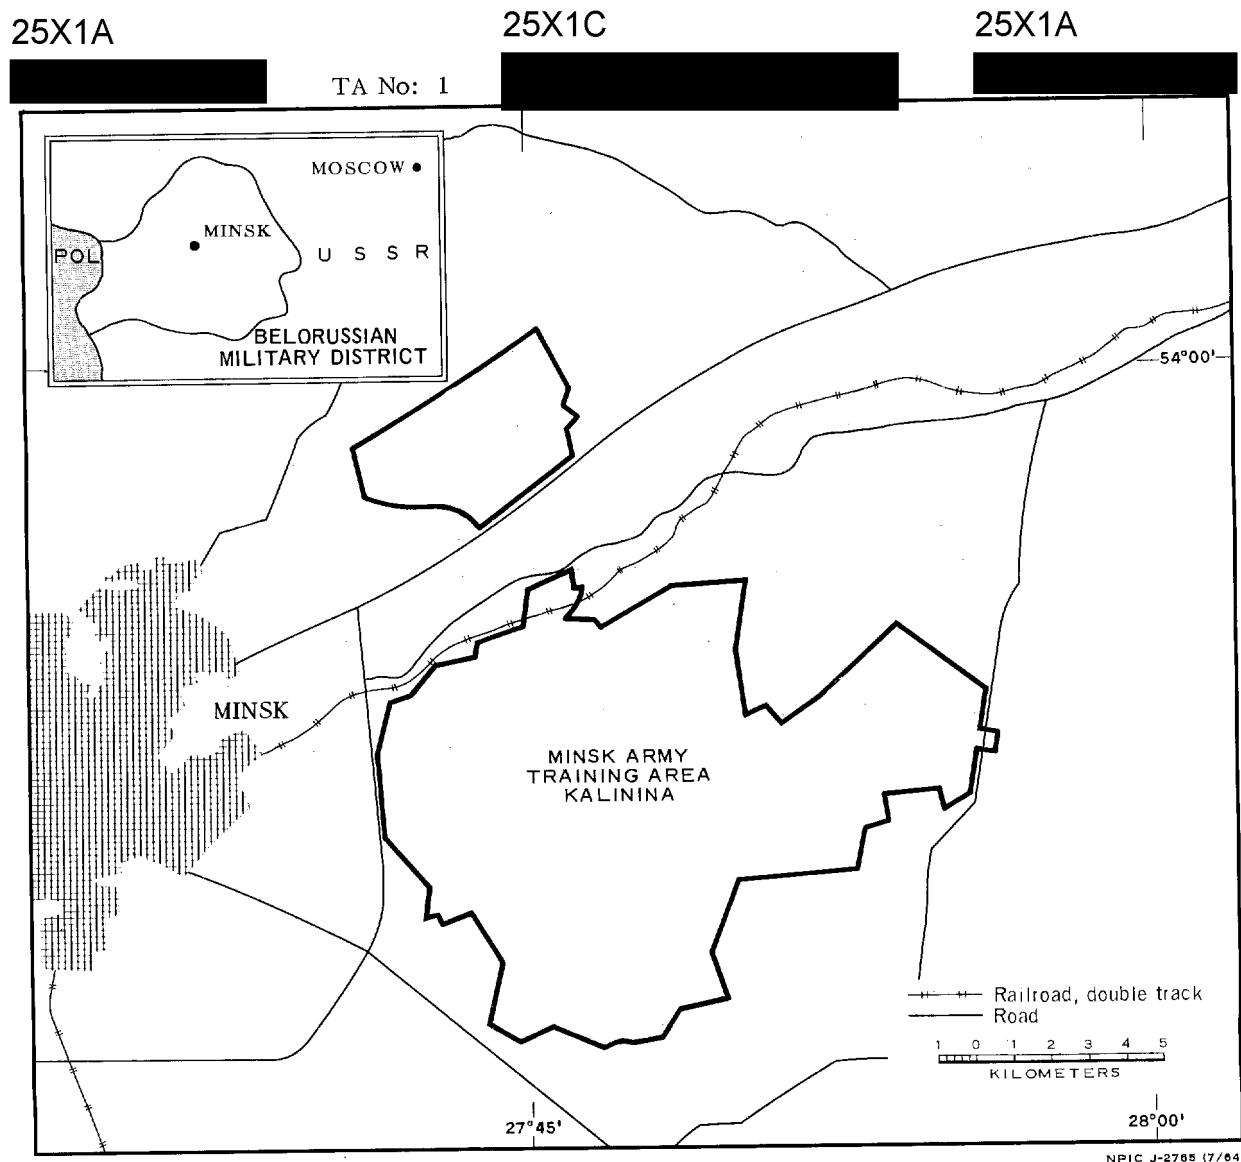 25X1A
25X1C
25X1A
TA No: 1
MOSCOW
MINSK
POL
U S S R
BELORUSSIAN
MILITARY DISTRICT
54°00'
MINSK
MINSK ARMY
TRAINING AREA
KALININA
Railroad, double track
Road
1 0 1 2 3 4 5
KILOMETERS
27°45'
28°00'
NPIC J-2765 (7/64